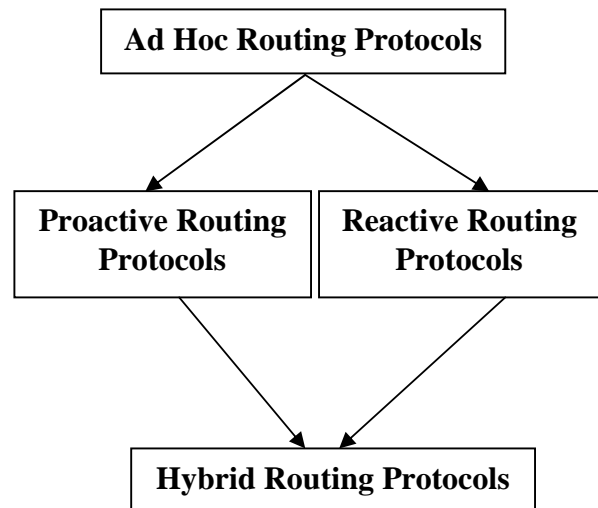 Ad Hoc Routing Protocols
Proactive Routing
Protocols
Reactive Routing
Protocols
Hybrid Routing Protocols